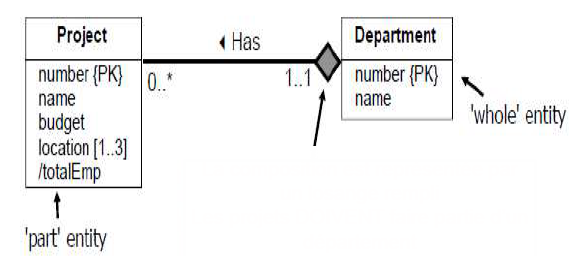 Project
number {PK}
name
budget
location [1..3]
/totalEmp
Has
0..*
1..1
Department
number {PK}
name
'whole' entity
'part' entity